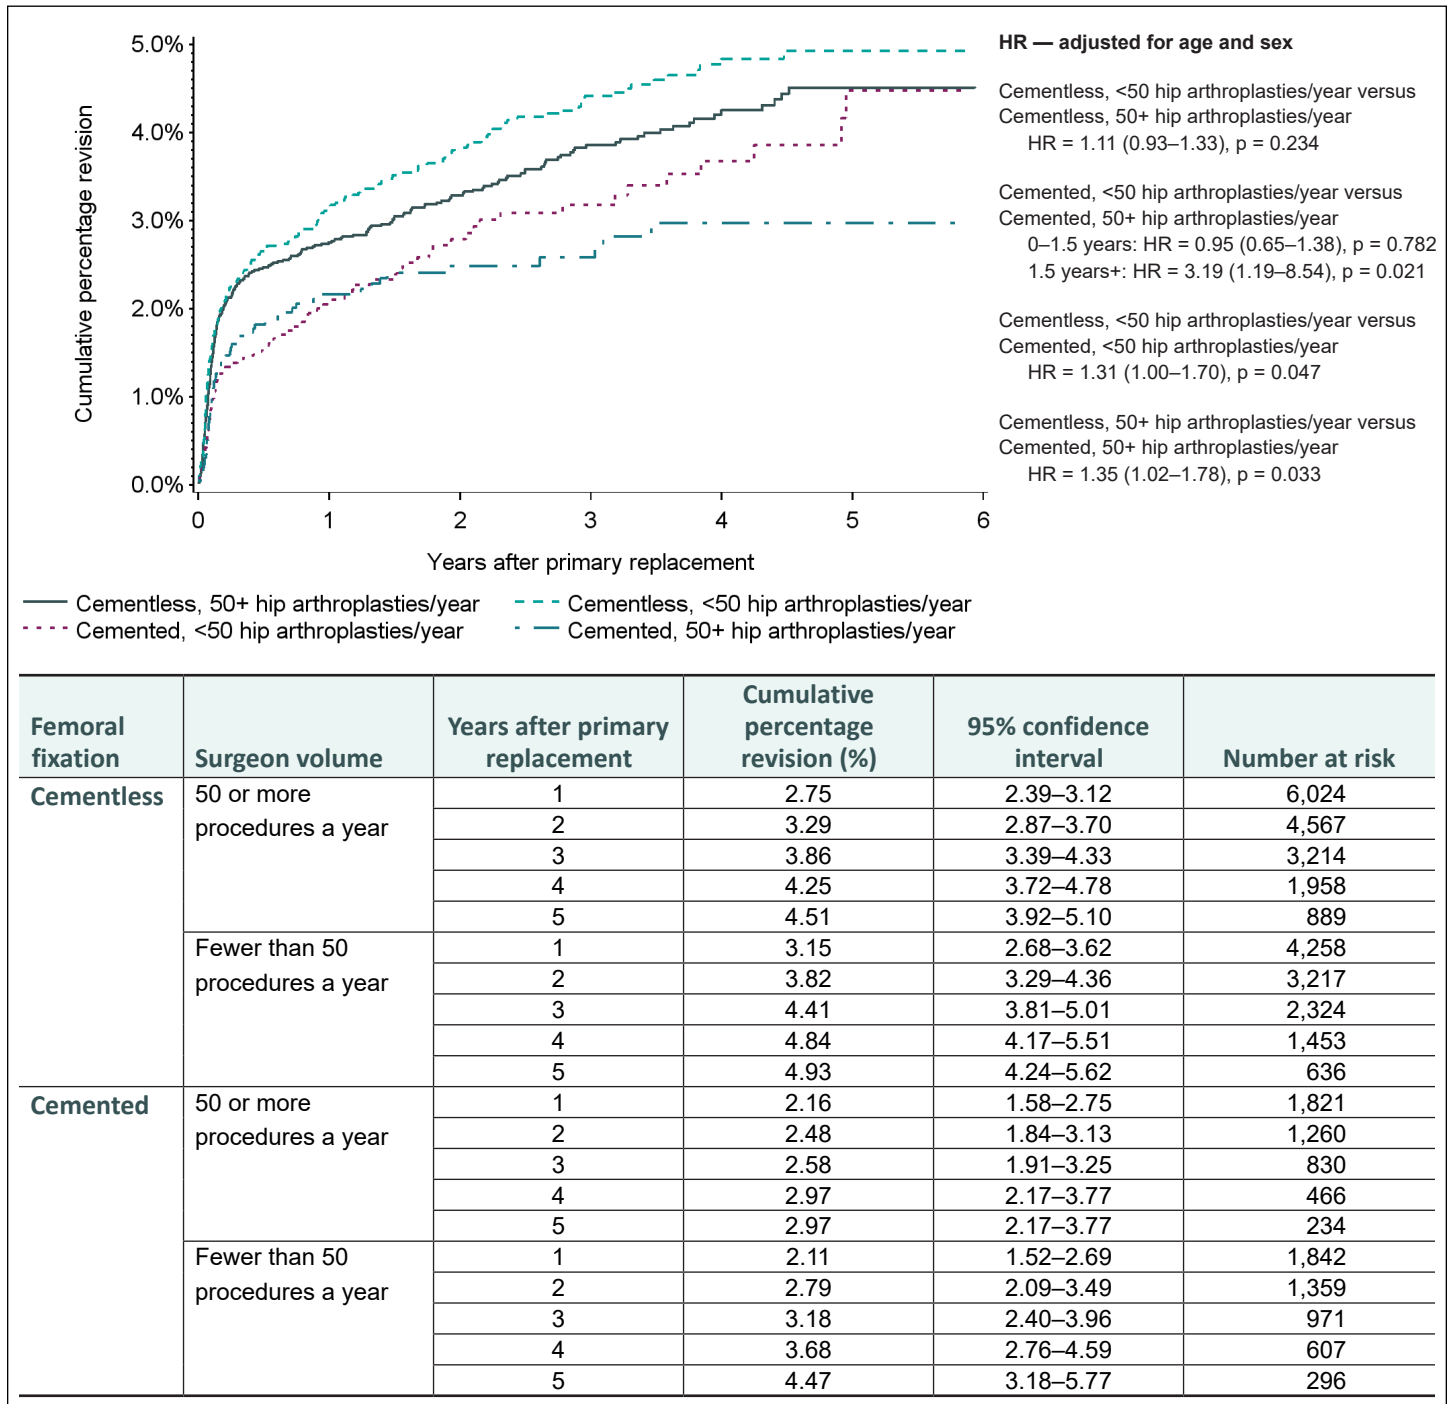 5.0%
4.0%
3.0%
2.0%
1.0%
0.0%
Cumulative percentage revision
0 1 2 3 4 5 6
Years after primary replacement
Cementless, 50+ hip arthroplasties/year
Cementless, <50 hip arthroplasties/year
Cemented, <50 hip arthroplasties/year
Cemented, 50+ hip arthroplasties/year
HR — adjusted for age and sex
Cementless, <50 hip arthroplasties/year versus
Cementless, 50+ hip arthroplasties/year
HR = 1.11 (0.93–1.33), p = 0.234
Cemented, <50 hip arthroplasties/year versus
Cemented, 50+ hip arthroplasties/year
0–1.5 years: HR = 0.95 (0.65–1.38), p = 0.782
1.5 years+: HR = 3.19 (1.19–8.54), p = 0.021
Cementless, <50 hip arthroplasties/year versus
Cemented, <50 hip arthroplasties/year
HR = 1.31 (1.00–1.70), p = 0.047
Cementless, 50+ hip arthroplasties/year versus
Cemented, 50+ hip arthroplasties/year
HR = 1.35 (1.02–1.78), p = 0.033
Femoral fixation Surgeon volume Years after primary replacement Cumulative percentage revision (%) 95% confidence interval Number at risk
Cementless 50 or more procedures a year 1 2.75 2.39–3.12 6,024
2 3.29 2.87–3.70 4,567
3 3.86 3.39–4.33 3,214
4 4.25 3.72–4.78 1,958
5 4.51 3.92–5.10 889
Fewer than 50 procedures a year 1 3.15 2.68–3.62 4,258
2 3.82 3.29–4.36 3,217
3 4.41 3.81–5.01 2,324
4 4.84 4.17–5.51 1,453
5 4.93 4.24–5.62 636
Cemented 50 or more procedures a year 1 2.16 1.58–2.75 1,821
2 2.48 1.84–3.13 1,260
3 2.58 1.91–3.25 830
4 2.97 2.17–3.77 466
5 2.97 2.17–3.77 234
Fewer than 50 procedures a year 1 2.11 1.52–2.69 1,842
2 2.79 2.09–3.49 1,359
3 3.18 2.40–3.96 971
4 3.68 2.76–4.59 607
5 4.47 3.18–5.77 296